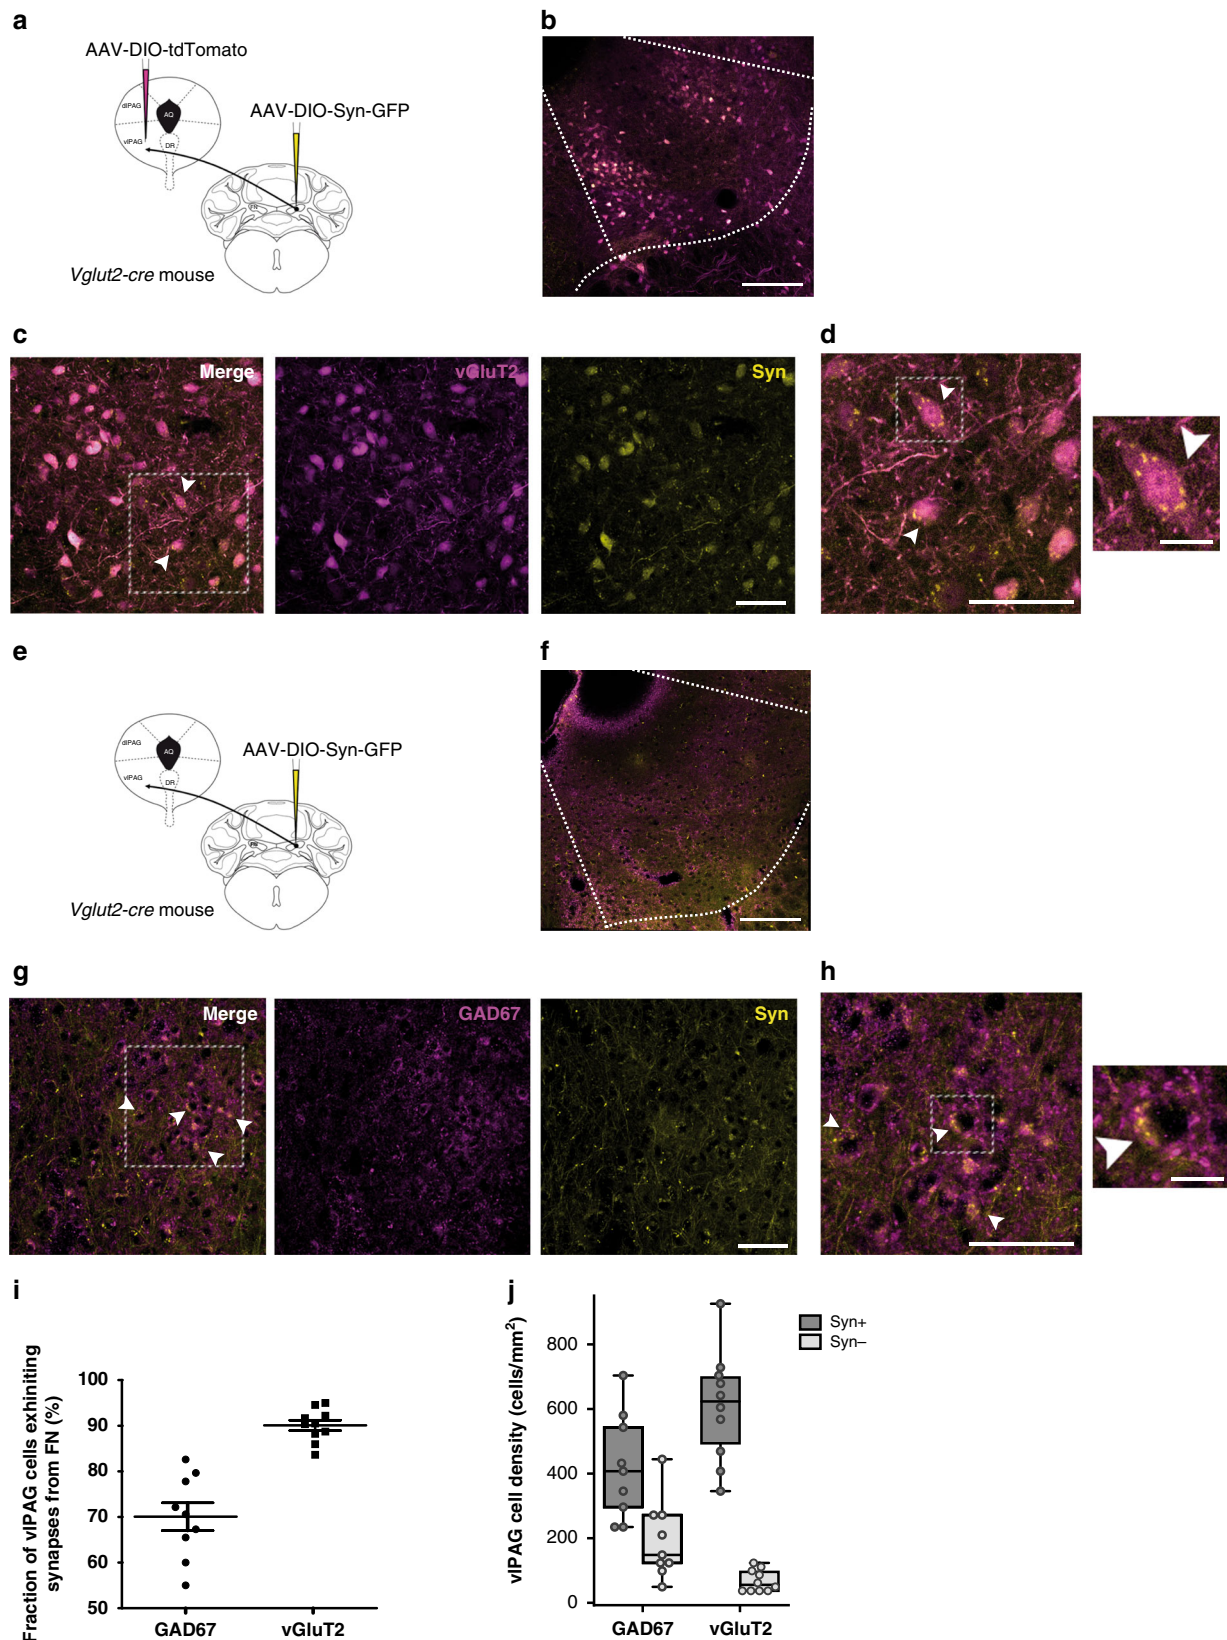 a
AAV-DIO-tdTomato
AAV-DIO-Syn-GFP
dlPAG
AQ
vlPAG
DR
FN
Vglut2-cre mouse
b
c
Merge
vGluT2
Syn
d
e
AAV-DIO-Syn-GFP
dlPAG
AQ
vlPAG
DR
FN
Vglut2-cre mouse
f
g
Merge
GAD67
Syn
h
i
Fraction of vlPAG cells exhiniting
synapses from FN (%)
100
90
80
70
60
50
GAD67
vGluT2
j
vlPAG cell density (cells/mm²)
800
600
400
200
0
GAD67
vGluT2
Syn+
Syn–